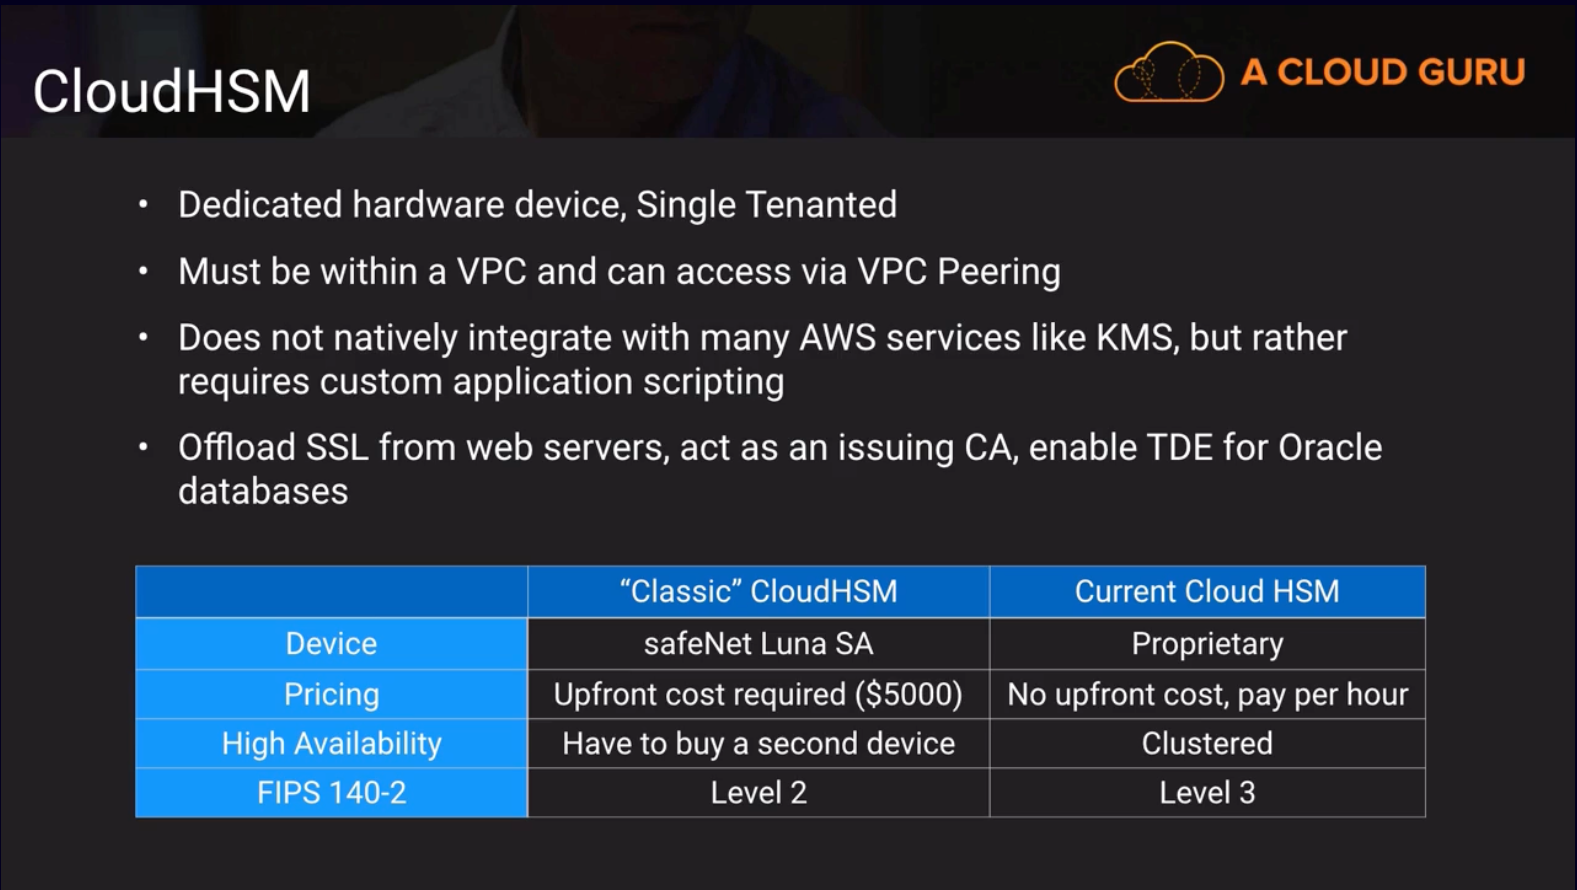 CloudHSM
A CLOUD GURU
• Dedicated hardware device, Single Tenanted
• Must be within a VPC and can access via VPC Peering
• Does not natively integrate with many AWS services like KMS, but rather
requires custom application scripting
• Offload SSL from web servers, act as an issuing CA, enable TDE for Oracle
databases
“Classic” CloudHSM Current Cloud HSM
Device safeNet Luna SA Proprietary
Pricing Upfront cost required ($5000) No upfront cost, pay per hour
High Availability Have to buy a second device Clustered
FIPS 140-2 Level 2 Level 3